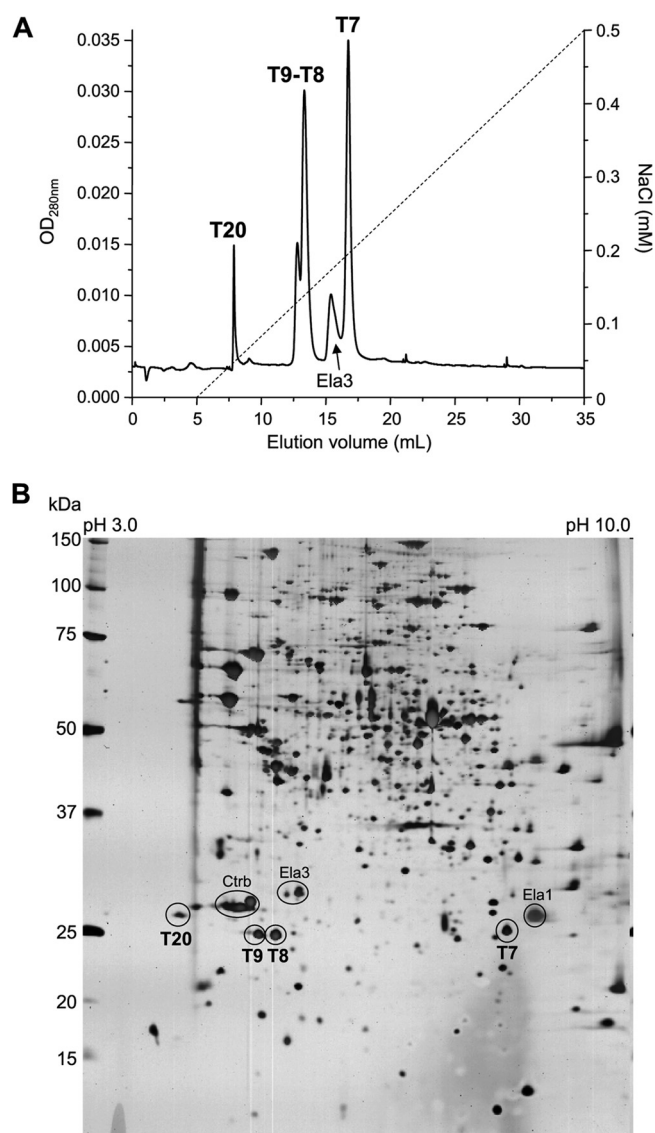 A
T7
T9-T8
T20
Ela3
OD280nm
0.035
0.030
0.025
0.020
0.015
0.010
0.005
0.000
0.5
0.4
0.3
0.2
0.1
0
NaCl (mM)
0 5 10 15 20 25 30 35
Elution volume (mL)
B
kDa
pH 3.0 pH 10.0
150
100
75
50
37
25
20
15
Ctrb
Ela3
Ela1
T20
T9
T8
T7